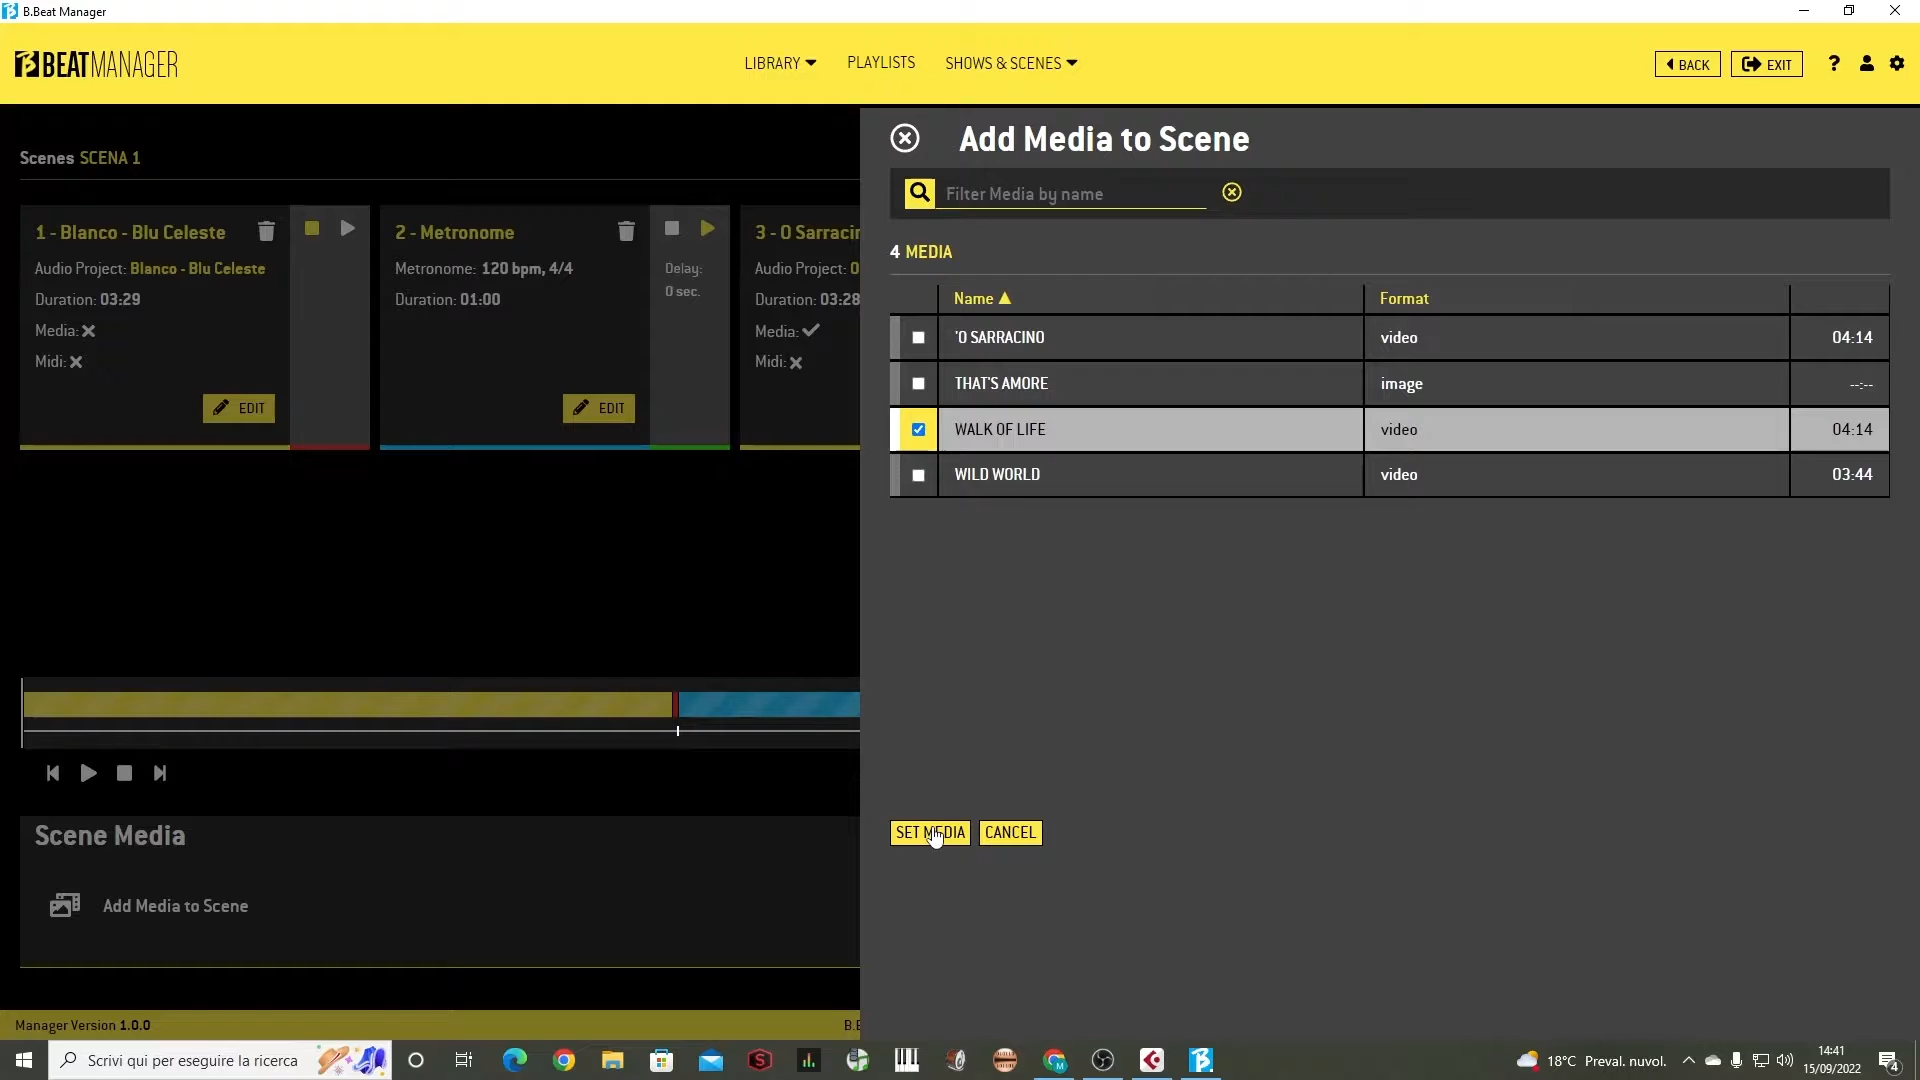 B.Beat Manager
B BEATMANAGER
LIBRARY
PLAYLISTS
SHOWS & SCENES
BACK
EXIT
?
Scenes SCENA 1
1 - Blanco - Blu Celeste
Audio Project: Blanco - Blu Celeste
Duration: 03:29
Media:
Midi:
EDIT
2 - Metronome
Metronome: 120 bpm, 4/4
Duration: 01:00
Delay:
0 sec.
EDIT
3 - O Sarracin
Audio Project: O
Duration: 03:28
Media:
Midi:
Add Media to Scene
Filter Media by name
4 MEDIA
Name ▲ Format
'O SARRACINO video 04:14
THAT'S AMORE image --:--
WALK OF LIFE video 04:14
WILD WORLD video 03:44
SET MEDIA CANCEL
Scene Media
Add Media to Scene
Manager Version 1.0.0
B.B
Scrivi qui per eseguire la ricerca
18°C Preval. nuvol.
14:41
15/09/2022
4